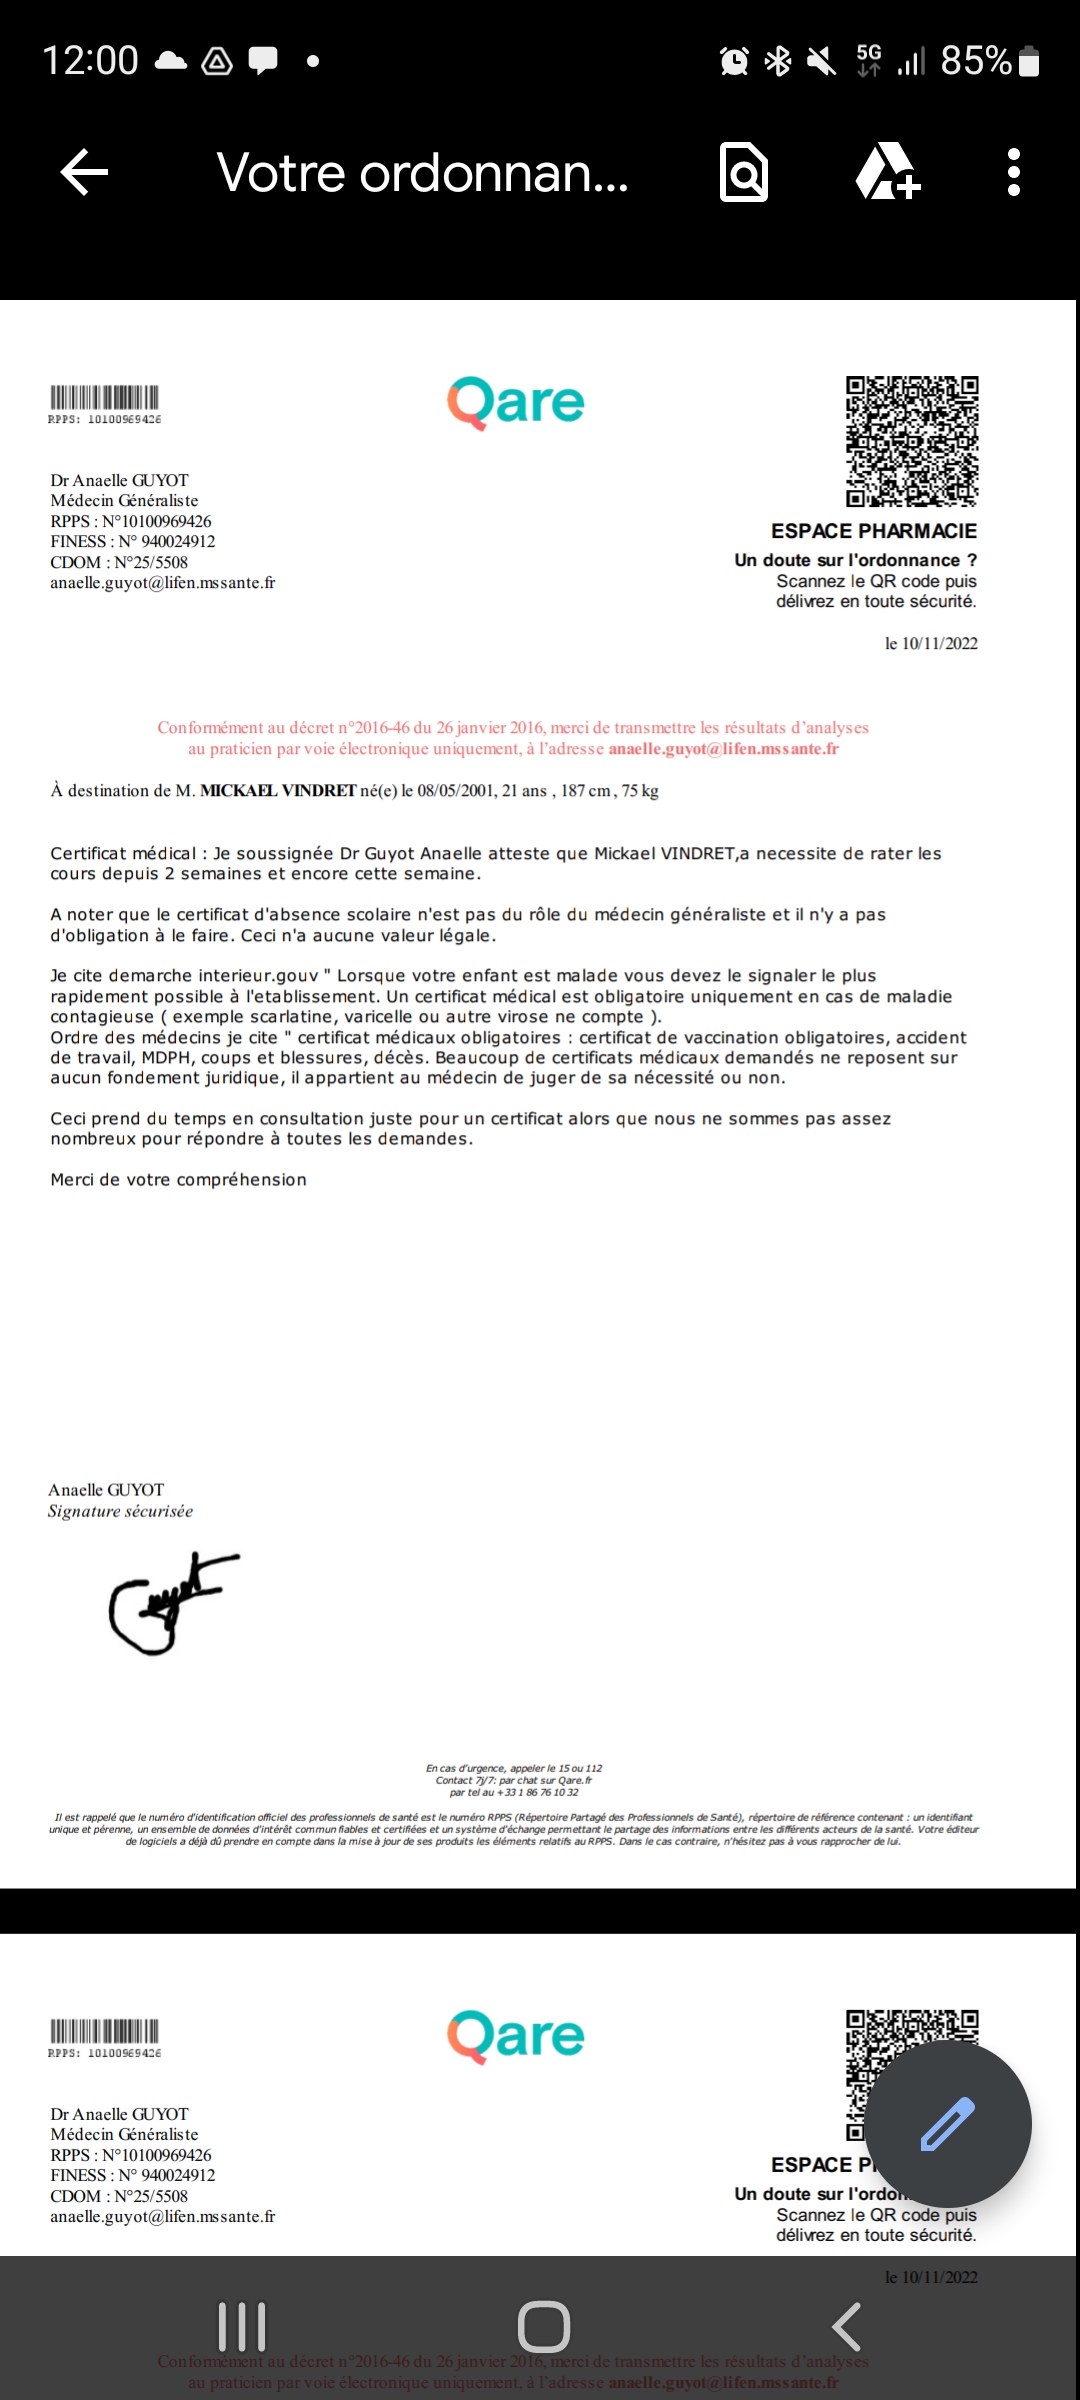 12:00
5G
85%
Votre ordonnan...
RPPS: 10100969426
Qare
Dr Anaelle GUYOT
Médecin Généraliste
RPPS : N°10100969426
FINESS : N° 940024912
CDOM : N°25/5508
anaelle.guyot@lifen.mssante.fr
ESPACE PHARMACIE
Un doute sur l'ordonnance ?
Scannez le QR code puis
délivrez en toute sécurité.
le 10/11/2022
Conformément au décret n°2016-46 du 26 janvier 2016, merci de transmettre les résultats d'analyses
au praticien par voie électronique uniquement, à l'adresse anaelle.guyot@lifen.mssante.fr
À destination de M. MICKAEL VINDRET né(e) le 08/05/2001, 21 ans , 187 cm , 75 kg
Certificat médical : Je soussignée Dr Guyot Anaelle atteste que Mickael VINDRET,a necessite de rater les
cours depuis 2 semaines et encore cette semaine.
A noter que le certificat d'absence scolaire n'est pas du rôle du médecin généraliste et il n'y a pas
d'obligation à le faire. Ceci n'a aucune valeur légale.
Je cite demarche interieur.gouv " Lorsque votre enfant est malade vous devez le signaler le plus
rapidement possible à l'etablissement. Un certificat médical est obligatoire uniquement en cas de maladie
contagieuse ( exemple scarlatine, varicelle ou autre virose ne compte ).
Ordre des médecins je cite " certificat médicaux obligatoires : certificat de vaccination obligatoires, accident
de travail, MDPH, coups et blessures, décès. Beaucoup de certificats médicaux demandés ne reposent sur
aucun fondement juridique, il appartient au médecin de juger de sa nécessité ou non.
Ceci prend du temps en consultation juste pour un certificat alors que nous ne sommes pas assez
nombreux pour répondre à toutes les demandes.
Merci de votre compréhension
Anaelle GUYOT
Signature sécurisée
Guyot
En cas d'urgence, appeler le 15 ou 112
Contact 7j/7: par chat sur Qare.fr
par tel au +33 1 86 76 10 32
Il est rappelé que le numéro d'identification officiel des professionnels de santé est le numéro RPPS (Répertoire Partagé des Professionnels de Santé), répertoire de référence contenant : un identifiant
unique et pérenne, un ensemble de données d'intérêt commun fiables et certifiées et un système d'échange permettant le partage des informations entre les différents acteurs de la santé. Votre éditeur
de logiciels a déjà dû prendre en compte dans la mise à jour de ses produits les éléments relatifs au RPPS. Dans le cas contraire, n'hésitez pas à vous rapprocher de lui.
RPPS: 10100969426
Qare
Dr Anaelle GUYOT
Médecin Généraliste
RPPS : N°10100969426
FINESS : N° 940024912
CDOM : N°25/5508
anaelle.guyot@lifen.mssante.fr
ESPACE P
Un doute sur l'ordon
Scannez le QR code puis
délivrez en toute sécurité.
le 10/11/2022
Conformément au décret n°2016-46 du 26 janvier 2016, merci de transmettre les résultats d'analyses
au praticien par voie électronique uniquement, à l'adresse anaelle.guyot@lifen.mssante.fr